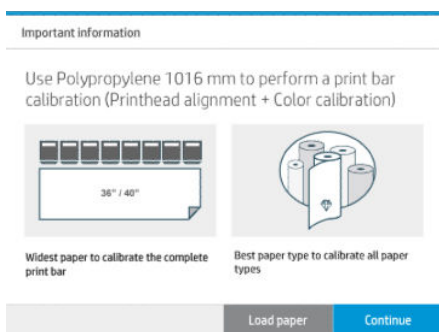 Important information
Use Polypropylene 1016 mm to perform a print bar
calibration (Printhead alignment + Color calibration)
36" / 40"
Widest paper to calibrate the complete
print bar
Best paper type to calibrate all paper
types
Load paper
Continue